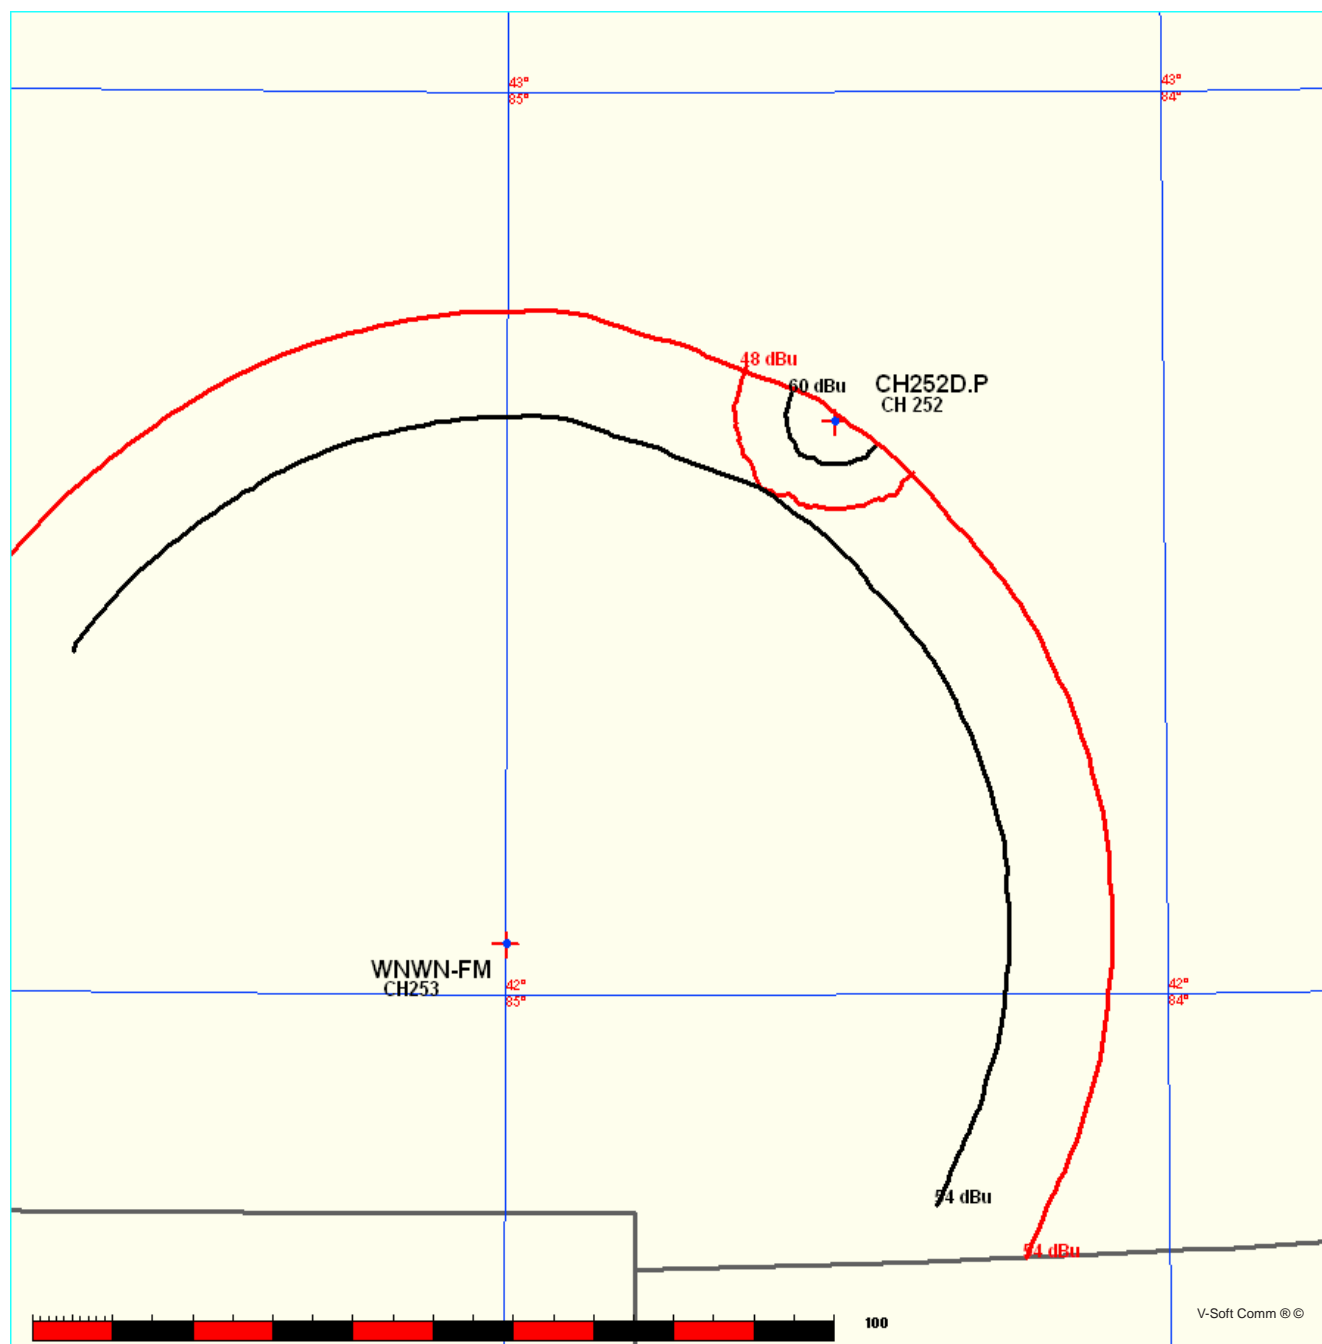 43°
85°
43°
84°
48 dBu
60 dBu
CH252D.P
CH 252
WNWN-FM
CH253
42°
85°
42°
84°
54 dBu
54 dBu
100
V-Soft Comm ® ©